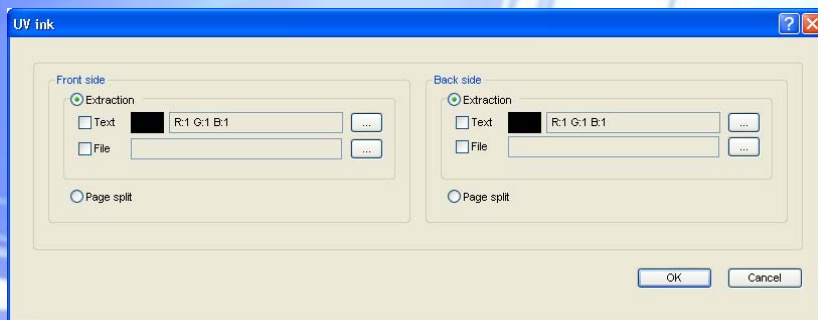 UV ink
Front side
Extraction
Text R:1 G:1 B:1 ...
File ...
Page split
Back side
Extraction
Text R:1 G:1 B:1 ...
File ...
Page split
OK Cancel